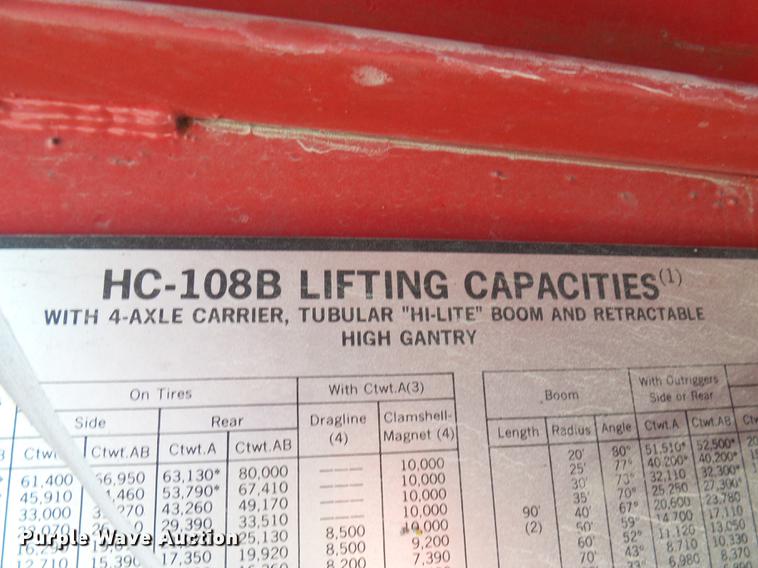 HC-108B LIFTING CAPACITIES(1)
WITH 4-AXLE CARRIER, TUBULAR "HI-LITE" BOOM AND RETRACTABLE
HIGH GANTRY
On Tires With Ctwt.A(3) Boom With Outriggers
Side or Rear
Side Rear Dragline (4) Clamshell-Magnet (4) Length Radius Angle Ctwt.A Ctwt.AB
Ctwt.AB Ctwt.A Ctwt.AB
61,400 63,130* 80,000 10,000 20' 80° 51,510* 52,500*
45,910 53,790* 67,410 10,000 25' 77° 40,200* 40,200*
33,000 43,260 49,170 10,000 30' 73° 32,110 32,300*
29,390 33,510 10,000 35' 70° 25,250 27,300*
25,130 8,500 10,000 90' 40' 67° 20,600 23,780
17,350 19,920 8,500 9,200 (2) 50' 59° 14,700 17,110
12,710 15,390 8,200 7,390 60' 52° 11,120 13,050
70' 43° 8,710 10,330
6,980 8,370
Purple Wave Auction